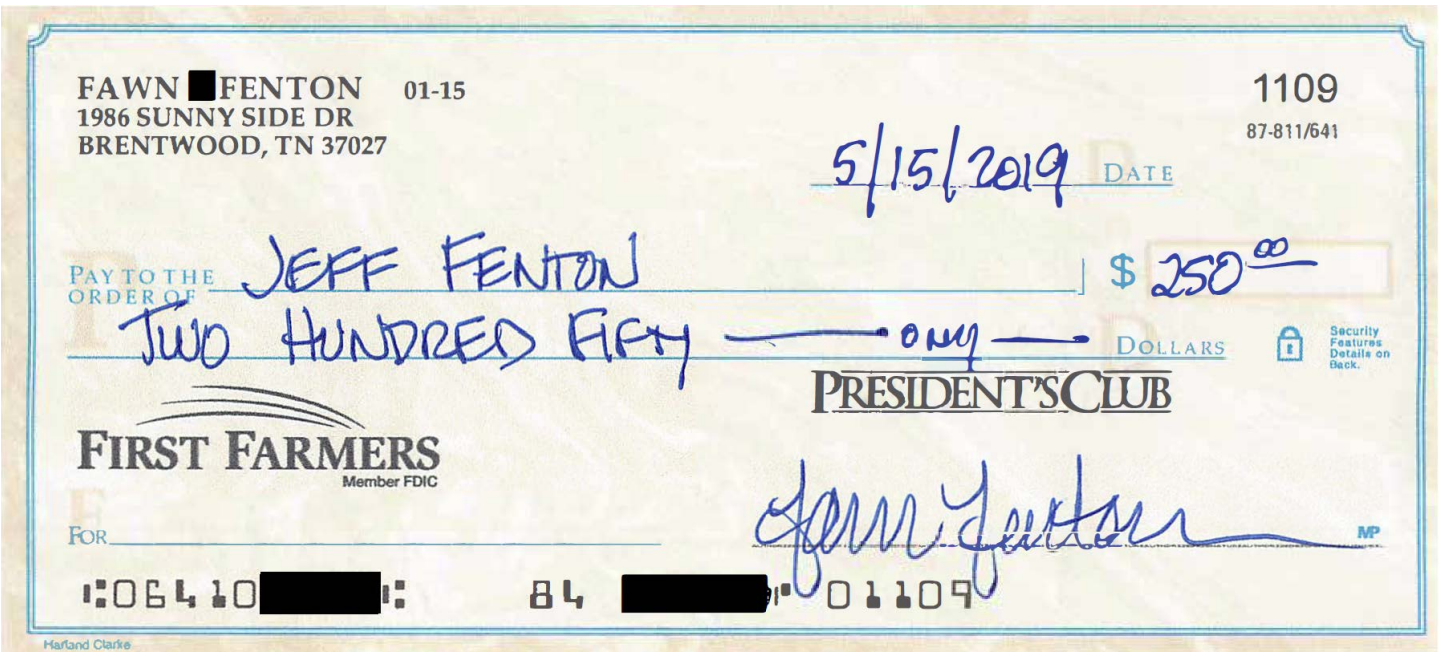 FAWN FENTON 01-15
1986 SUNNY SIDE DR
BRENTWOOD, TN 37027
1109
87-811/641
5/15/2019 DATE
PAY TO THE ORDER OF JEFF FENTON $ 250 00
TWO HUNDRED FIFTY — ONLY — DOLLARS
Security
Features
Details on
Back.
PRESIDENT'S CLUB
FIRST FARMERS
Member FDIC
FOR
Fawn Fenton
MP
⑆06410 ⑆ 84 ⑈ 01109
Harland Clarke